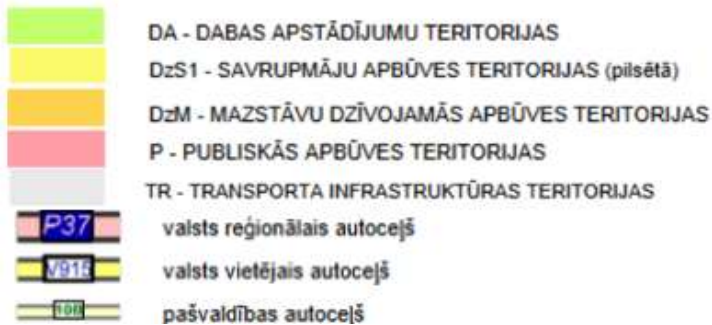 DA - DABAS APSTĀDĪJUMU TERITORIJAS
DzS1 - SAVRUPMĀJU APBŪVES TERITORIJAS (pilsētā)
DzM - MAZSTĀVU DZĪVOJAMĀS APBŪVES TERITORIJAS
P - PUBLISKĀS APBŪVES TERITORIJAS
TR - TRANSPORTA INFRASTRUKTŪRAS TERITORIJAS
P37 valsts reģionālais autoceļš
V915 valsts vietējais autoceļš
pašvaldības autoceļš